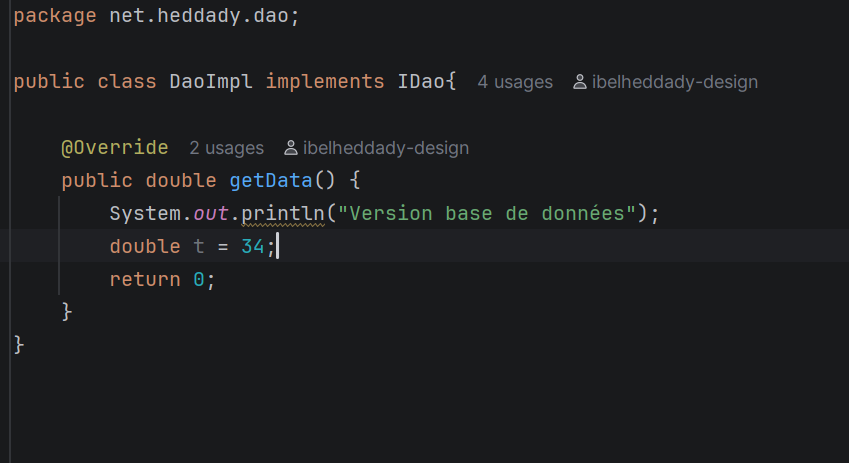 package net.heddady.dao;
public class DaoImpl implements IDao{ 4 usages ibelheddady-design
@Override 2 usages ibelheddady-design
public double getData() {
System.out.println("Version base de données");
double t = 34;
return 0;
}
}